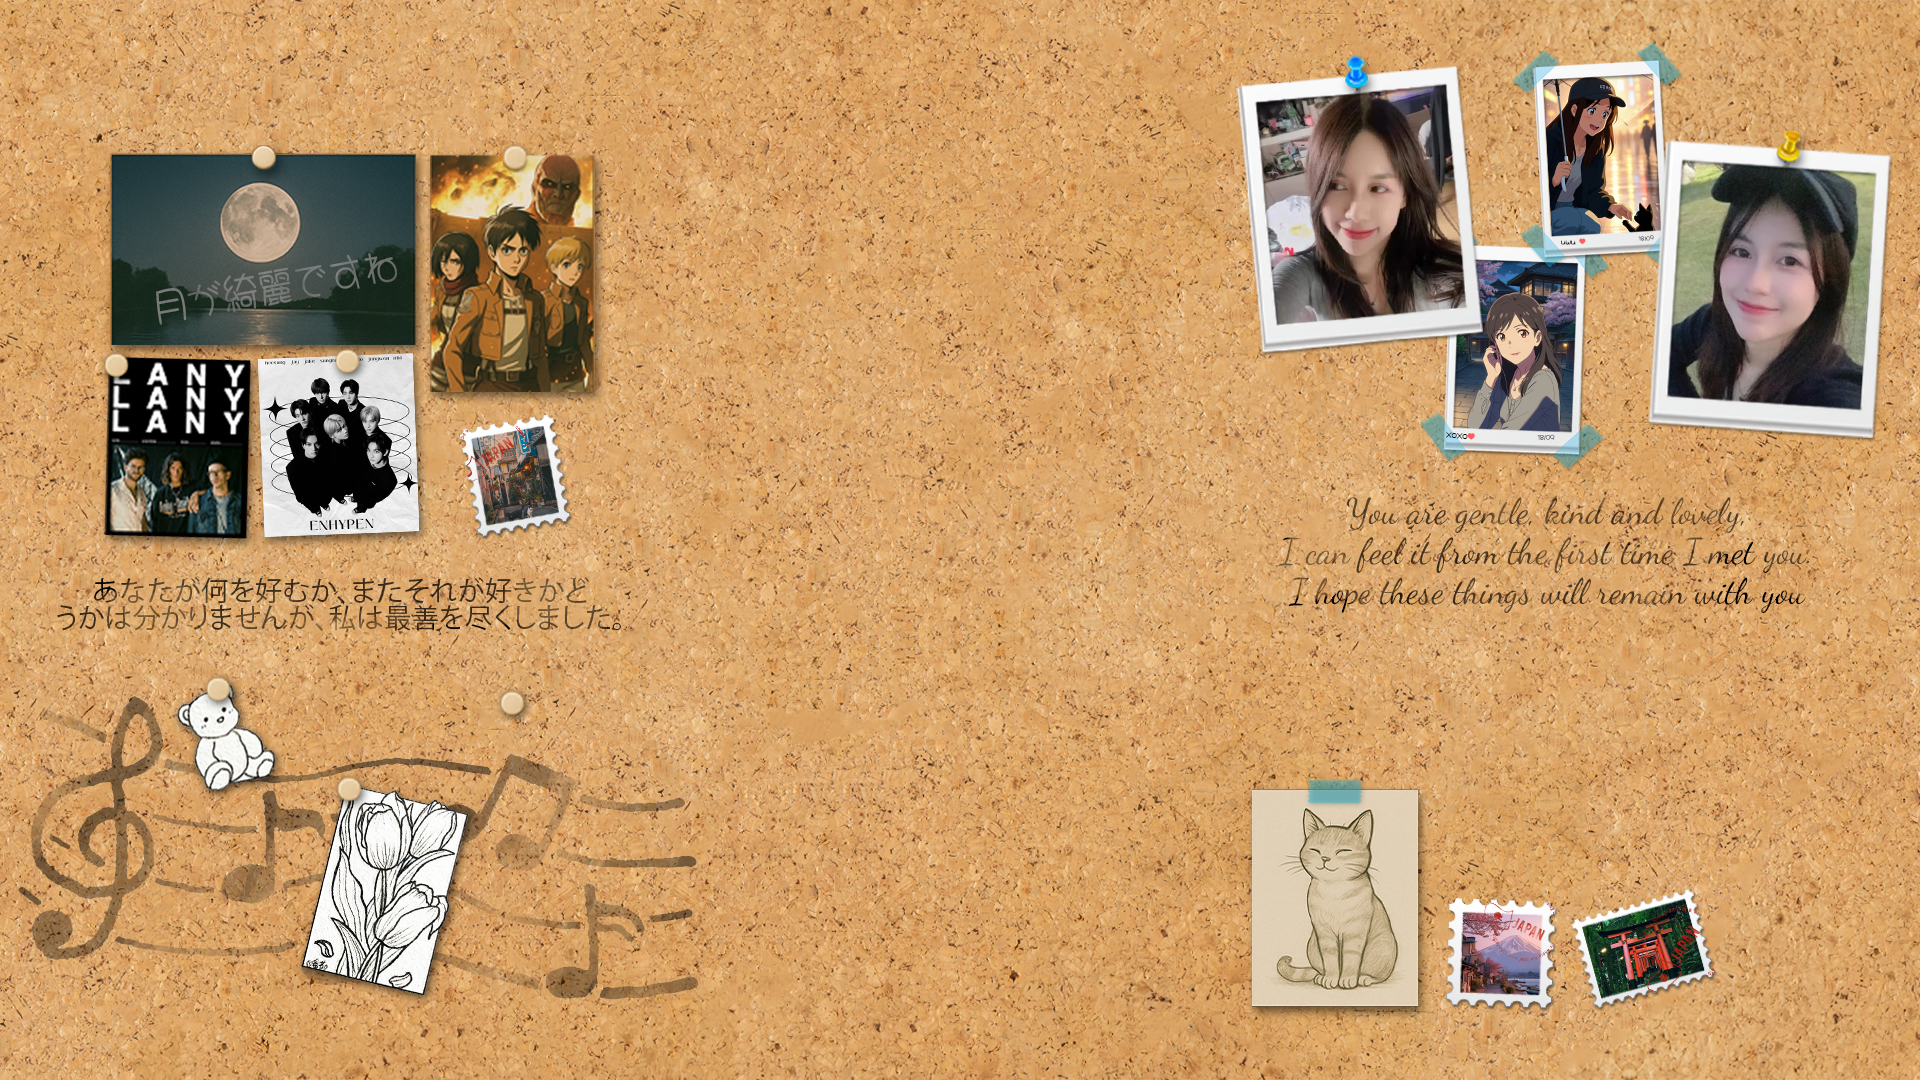 月が綺麗ですね
LANY
LANY
LANY
ENHYPEN
JAPAN
あなたが何を好むか、またそれが好きかど
うかは分かりませんが、私は最善を尽くしました。
uwu
18/09
xoxo
18/09
You are gentle, kind and lovely,
I can feel it from the first time I met you.
I hope these things will remain with you
JAPAN
JAPAN